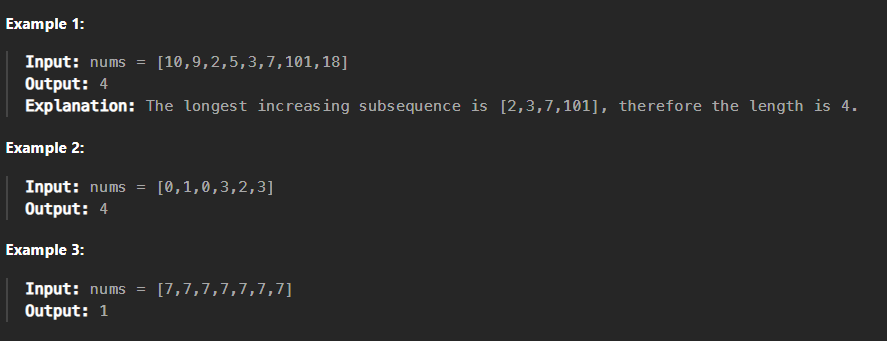 Example 1:
Input: nums = [10,9,2,5,3,7,101,18]
Output: 4
Explanation: The longest increasing subsequence is [2,3,7,101], therefore the length is 4.
Example 2:
Input: nums = [0,1,0,3,2,3]
Output: 4
Example 3:
Input: nums = [7,7,7,7,7,7,7]
Output: 1